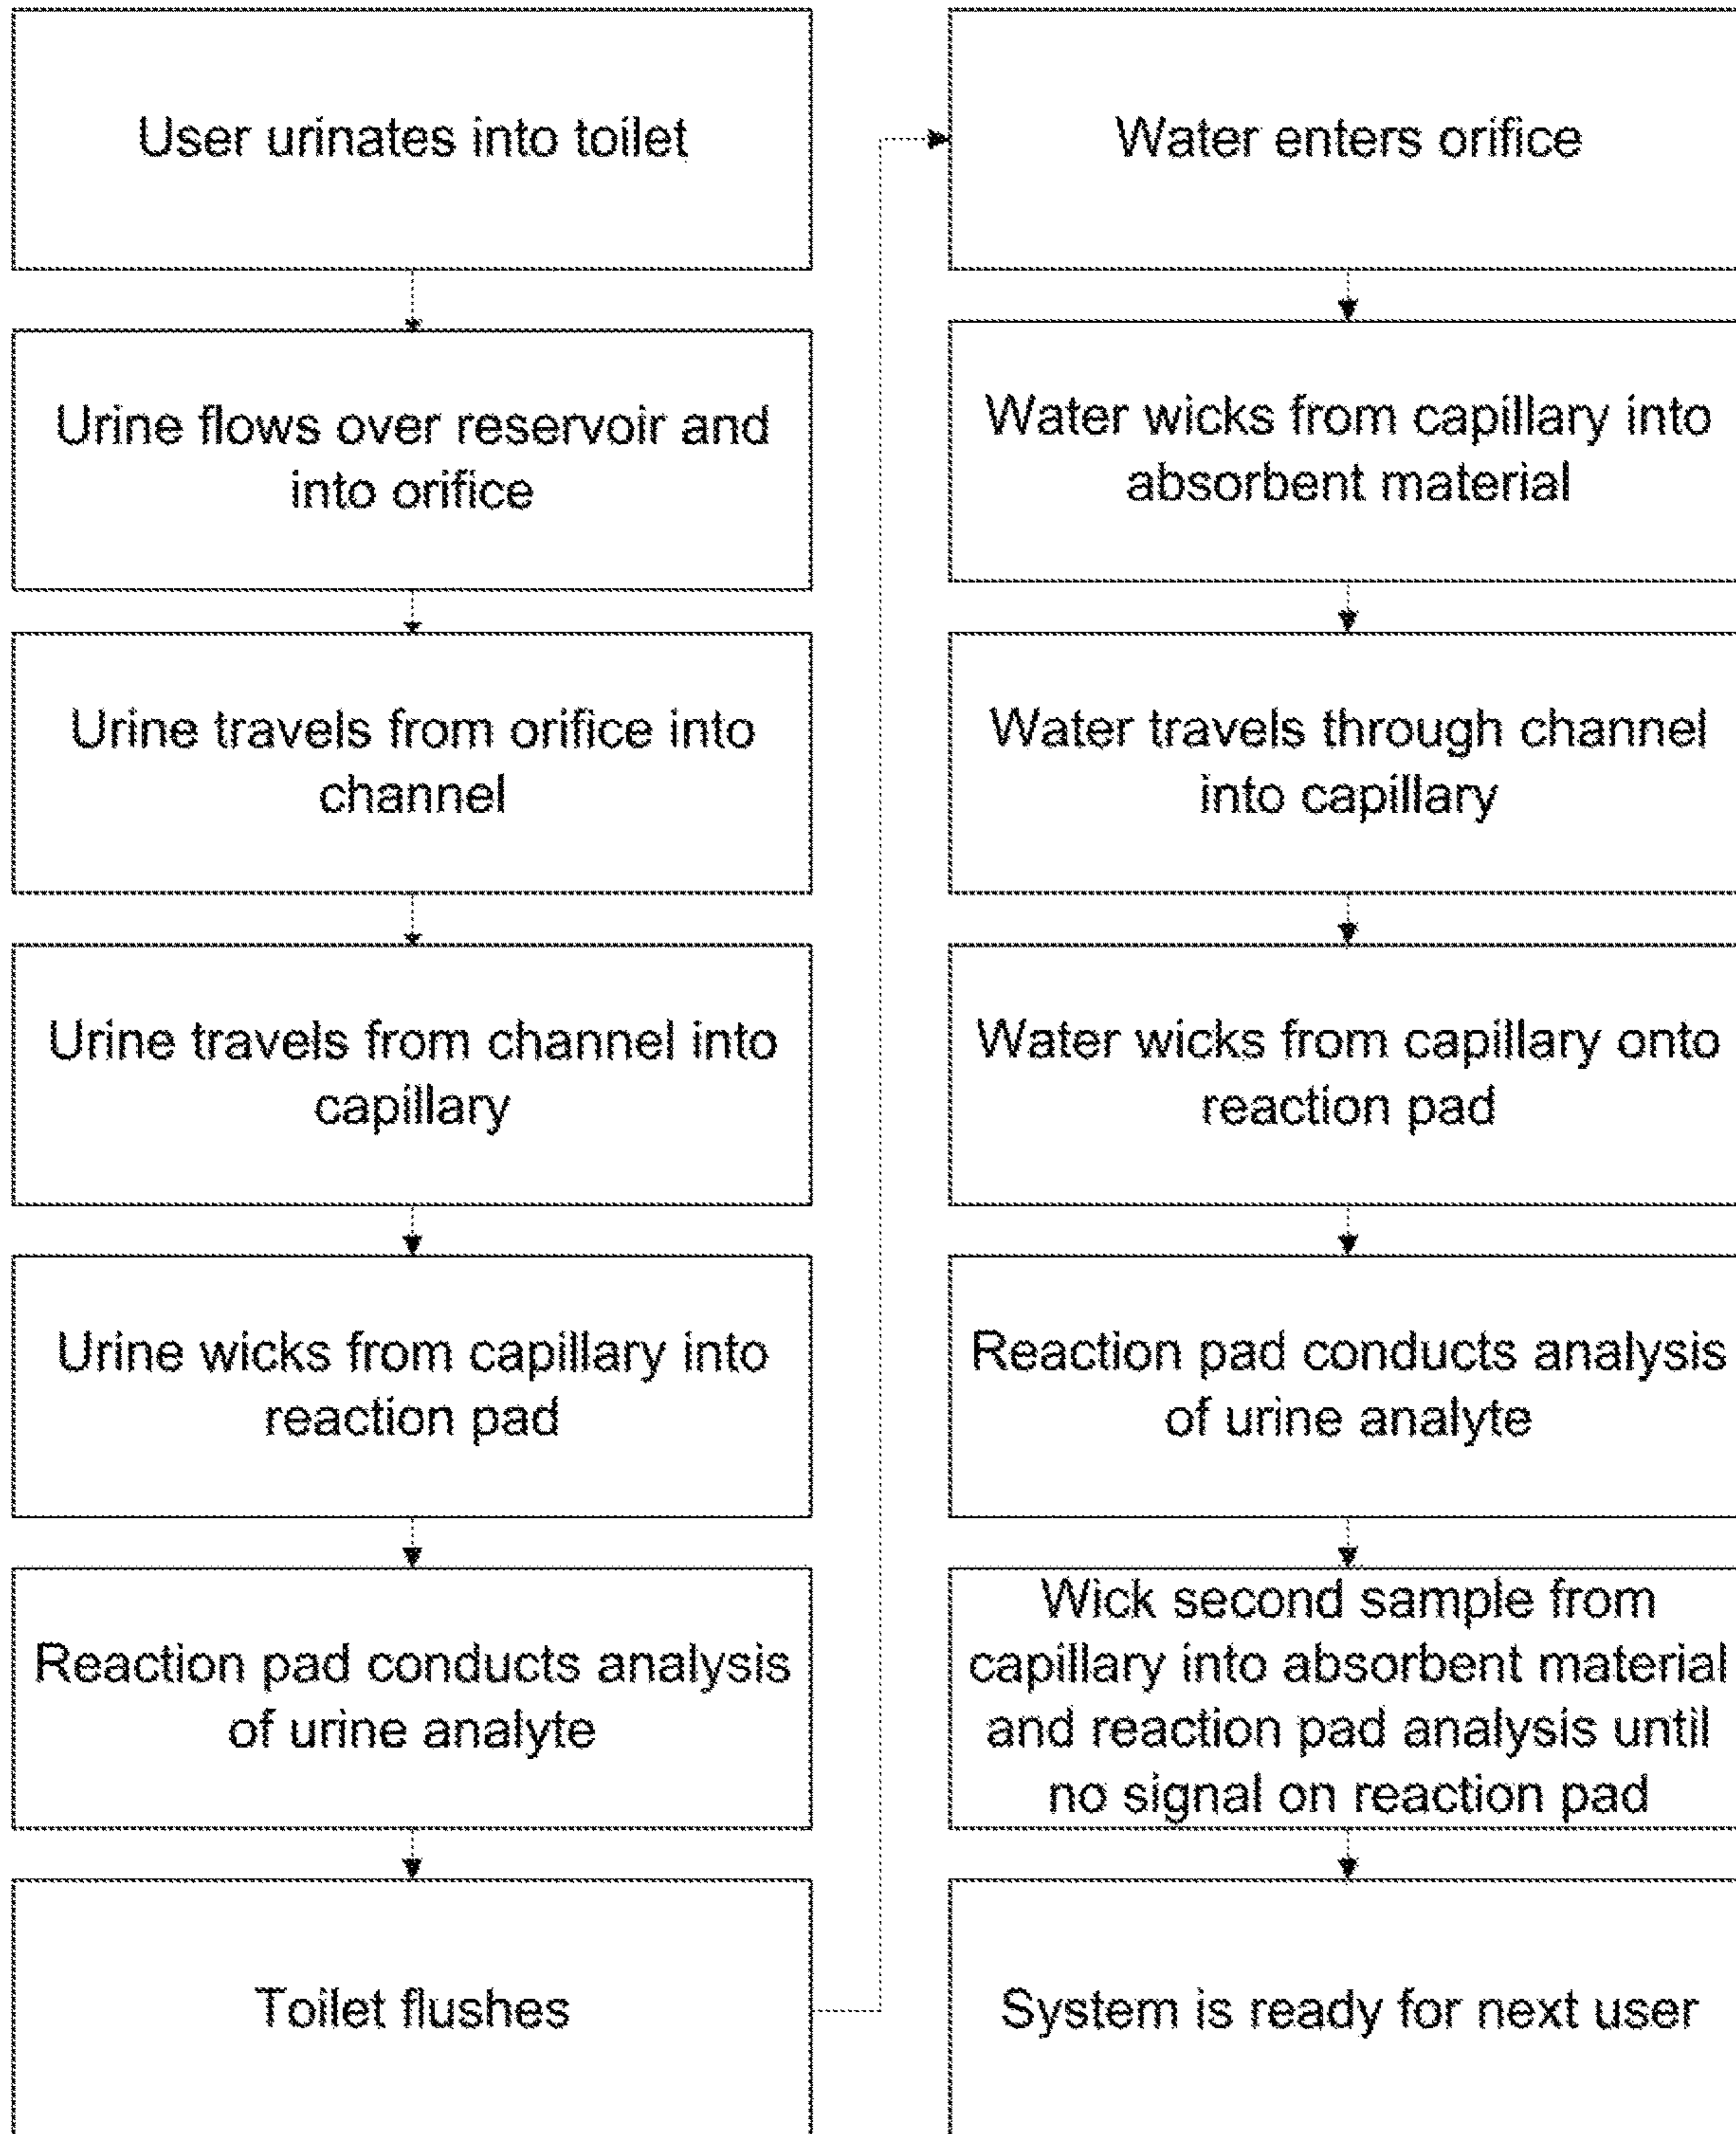 User urinates into toilet
Urine flows over reservoir and
into orifice
Urine travels from orifice into
channel
Urine travels from channel into
capillary
Urine wicks from capillary into
reaction pad
Reaction pad conducts analysis
of urine analyte
Toilet flushes
Water enters orifice
Water wicks from capillary into
absorbent material
Water travels through channel
into capillary
Water wicks from capillary onto
reaction pad
Reaction pad conducts analysis
of urine analyte
Wick second sample from
capillary into absorbent material
and reaction pad analysis until
no signal on reaction pad
System is ready for next user